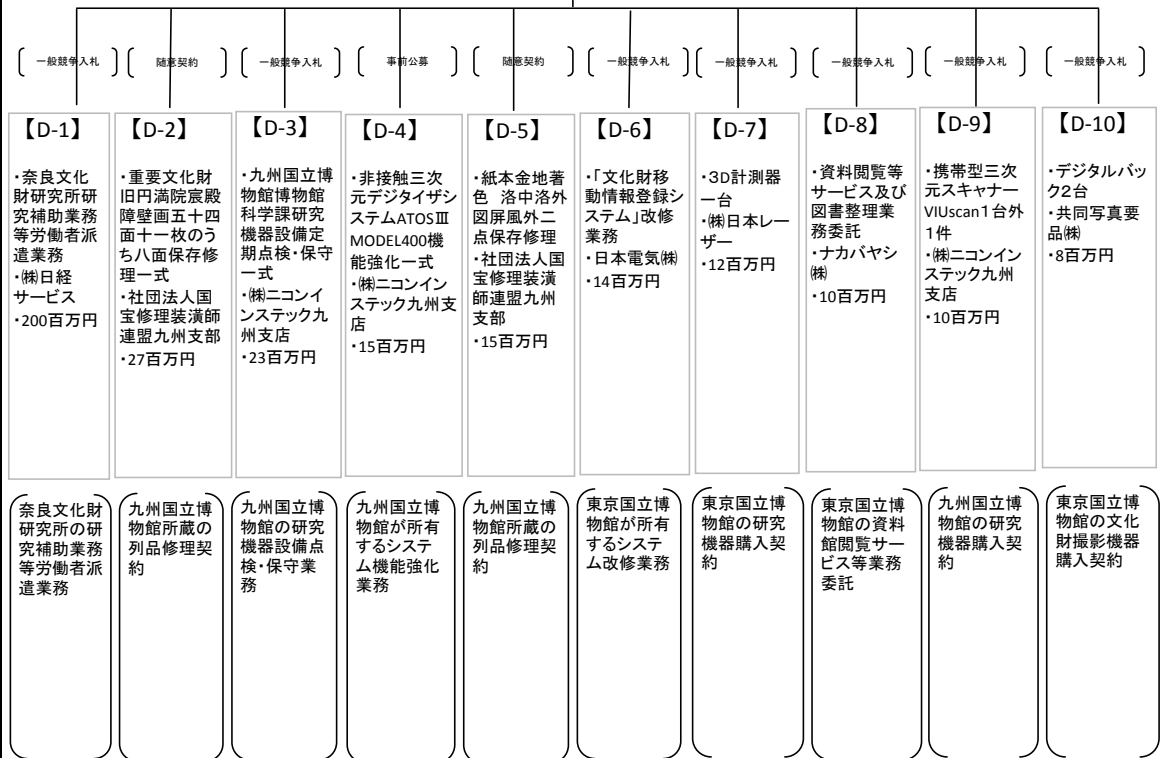 一般競争入札
随意契約
一般競争入札
事前公募
随意契約
一般競争入札
一般競争入札
一般競争入札
一般競争入札
一般競争入札
【D-1】
・奈良文化
財研究所研
究補助業務
等労働者派
遣業務
・㈱日経
サービス
・200百万円
【D-2】
・重要文化財
旧円満院宸殿
障壁画五十四
面十一枚のう
ち八面保存修
理一式
・社団法人国
宝修理装潢師
連盟九州支部
・27百万円
【D-3】
・九州国立博
物館博物館
科学課研究
機器設備定
期点検・保守
一式
・㈱ニコンイ
ンステック九
州支店
・23百万円
【D-4】
・非接触三次
元デジタイザシ
ステムATOSⅢ
MODEL400機
能強化一式
・㈱ニコンイン
ステック九州支
店
・15百万円
【D-5】
・紙本金地著
色 洛中洛外
図屏風外二
点保存修理
・社団法人国
宝修理装潢
師連盟九州
支部
・15百万円
【D-6】
・「文化財移
動情報登録シ
ステム」改修
業務
・日本電気㈱
・14百万円
【D-7】
・３D計測器
一台
・㈱日本レー
ザー
・12百万円
【D-8】
・資料閲覧等
サービス及び
図書整理業
務委託
・ナカバヤシ
㈱
・10百万円
【D-9】
・携帯型三次
元スキャナー
VIUscan１台外
１件
・㈱ニコンイン
ステック九州
支店
・10百万円
【D-10】
・デジタルバッ
ク２台
・共同写真要
品㈱
・8百万円
奈良文化財
研究所の研
究補助業務
等労働者派
遣業務
九州国立博
物館所蔵の
列品修理契
約
九州国立博
物館の研究
機器設備点
検・保守業
務
九州国立博
物館が所有
するシステ
ム機能強化
業務
九州国立博
物館所蔵の
列品修理契
約
東京国立博
物館が所有
するシステ
ム改修業務
東京国立博
物館の研究
機器購入契
約
東京国立博
物館の資料
館閲覧サー
ビス等業務
委託
九州国立博
物館の研究
機器購入契
約
東京国立博
物館の文化
財撮影機器
購入契約